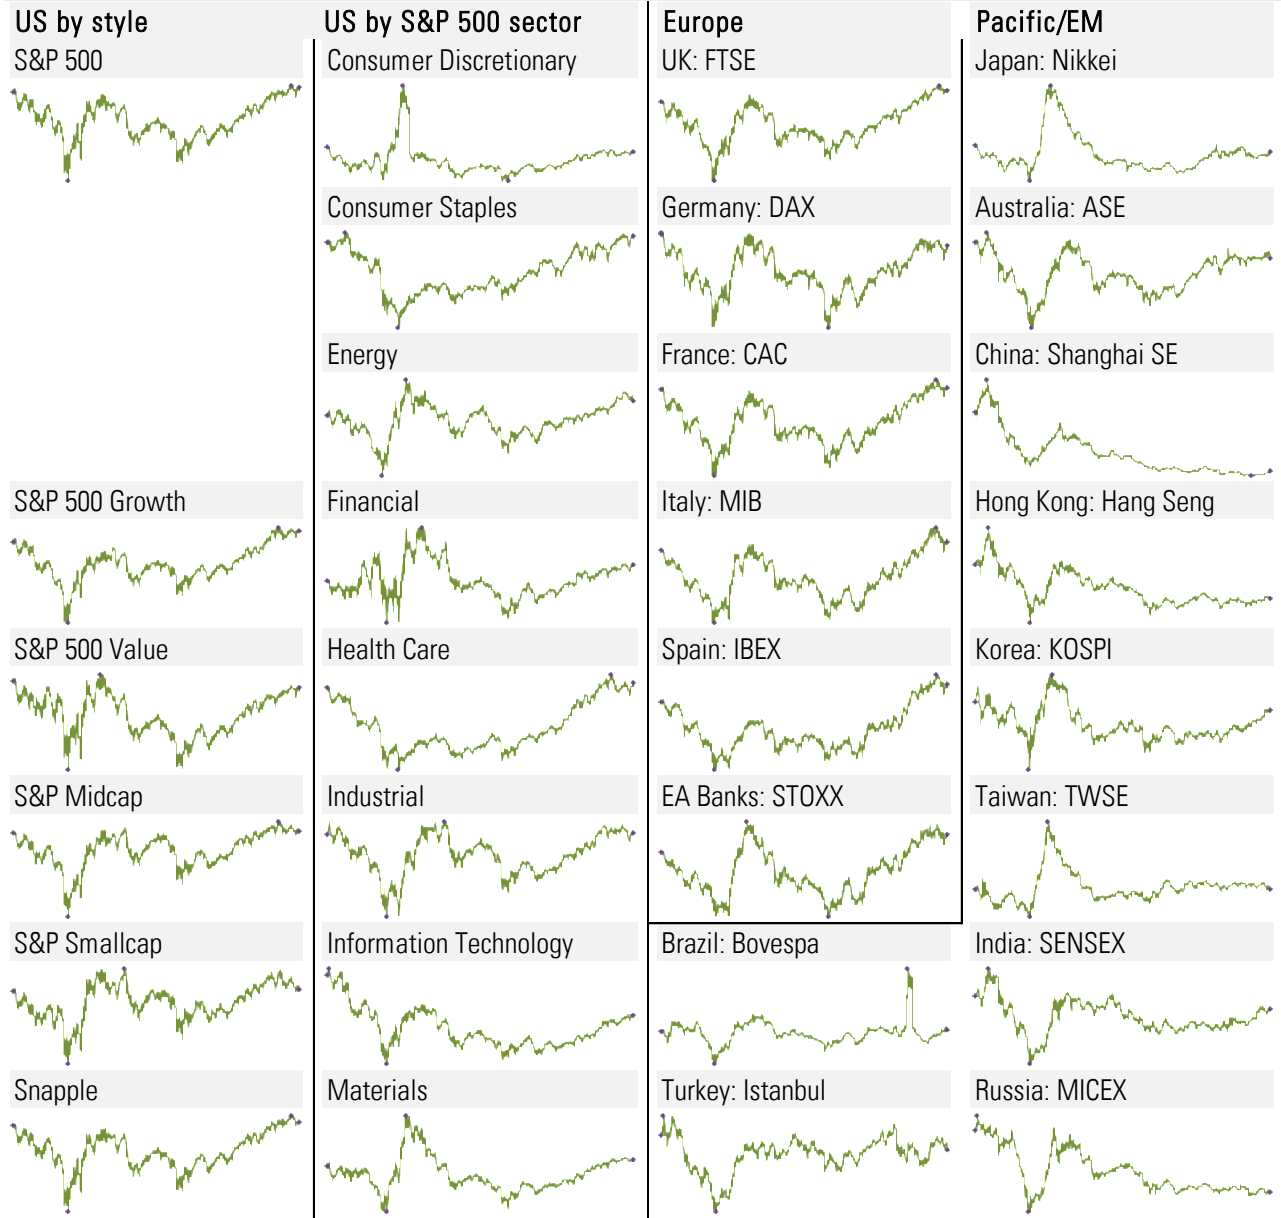 US by style
S&P 500
S&P 500 Growth
S&P 500 Value
S&P Midcap
S&P Smallcap
Snapple
US by S&P 500 sector
Consumer Discretionary
Consumer Staples
Energy
Financial
Health Care
Industrial
Information Technology
Materials
Europe
UK: FTSE
Germany: DAX
France: CAC
Italy: MIB
Spain: IBEX
EA Banks: STOXX
Brazil: Bovespa
Turkey: Istanbul
Pacific/EM
Japan: Nikkei
Australia: ASE
China: Shanghai SE
Hong Kong: Hang Seng
Korea: KOSPI
Taiwan: TWSE
India: SENSEX
Russia: MICEX